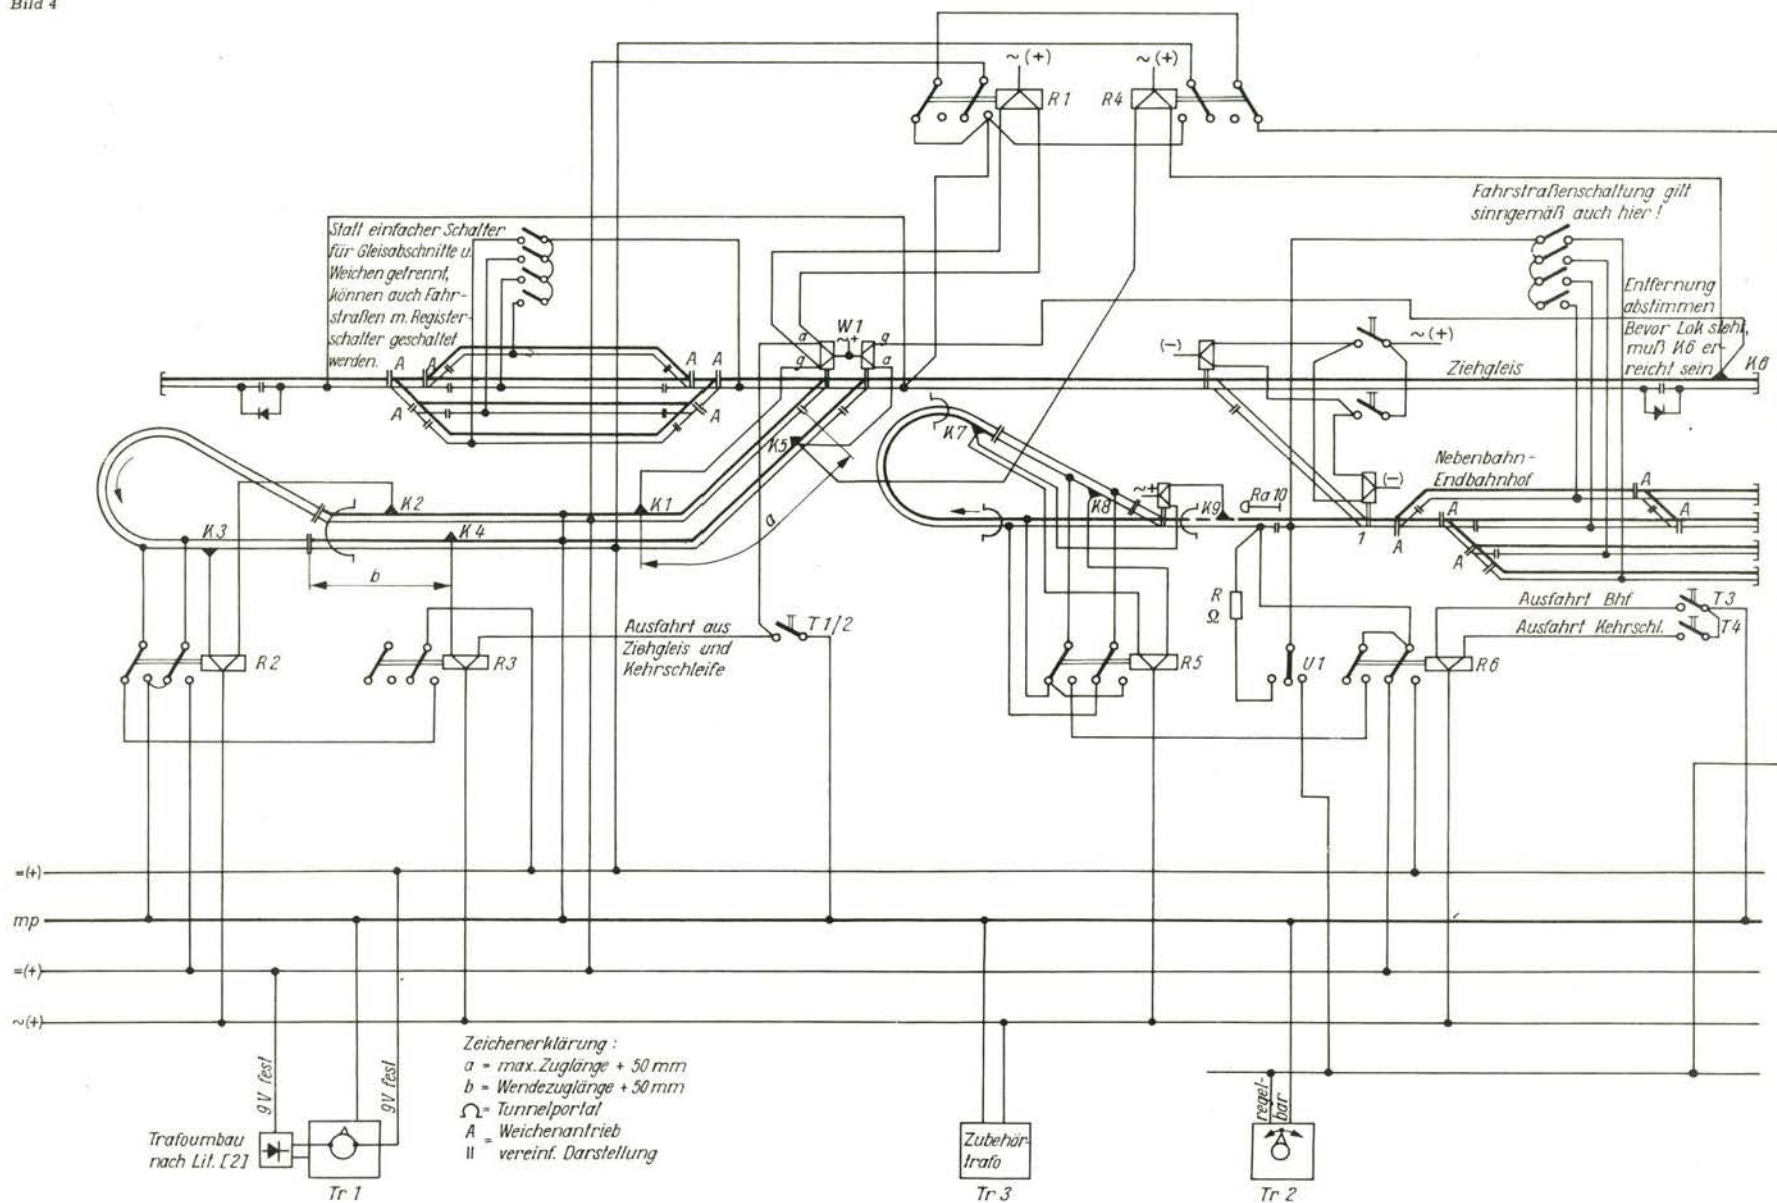 Bild 4
~(+)
~(+)
R1
R4
Statt einfacher Schalter
für Gleisabschnitte u.
Weichen getrennt,
können auch Fahr-
straßen m. Register-
schalter geschaltet
werden.
Fahrstraßenschaltung gilt
sinngemäß auch hier!
Entfernung
abstimmen
Bevor Lok steht,
muß K6 er-
reicht sein
K6
W1
~+
a
g
g
a
(-)
~(+)
Ziehgleis
A
A
A
A
A
A
K5
K7
K2
K3
K4
K1
a
b
K8
~+
K9
Ra 10
(-)
1
Nebenbahn-
Endbahnhof
A
A
A
A
A
R
Ω
Ausfahrt aus
Ziehgleis und
Kehrschleife
T 1/2
Ausfahrt Bhf
T3
Ausfahrt Kehrschl.
T4
R2
R3
R5
U1
R6
=(+)
mp
=(+)
~(+)
Zeichenerklärung:
a = max. Zuglänge + 50 mm
b = Wendezuglänge + 50 mm
Ω = Tunnelportal
A = Weichenantrieb
ıı vereinf. Darstellung
9V fest
9V fest
Trafoumbau
nach Lit. [2]
Tr 1
Zubehör-
trafo
Tr 3
regel-
bar
Tr 2